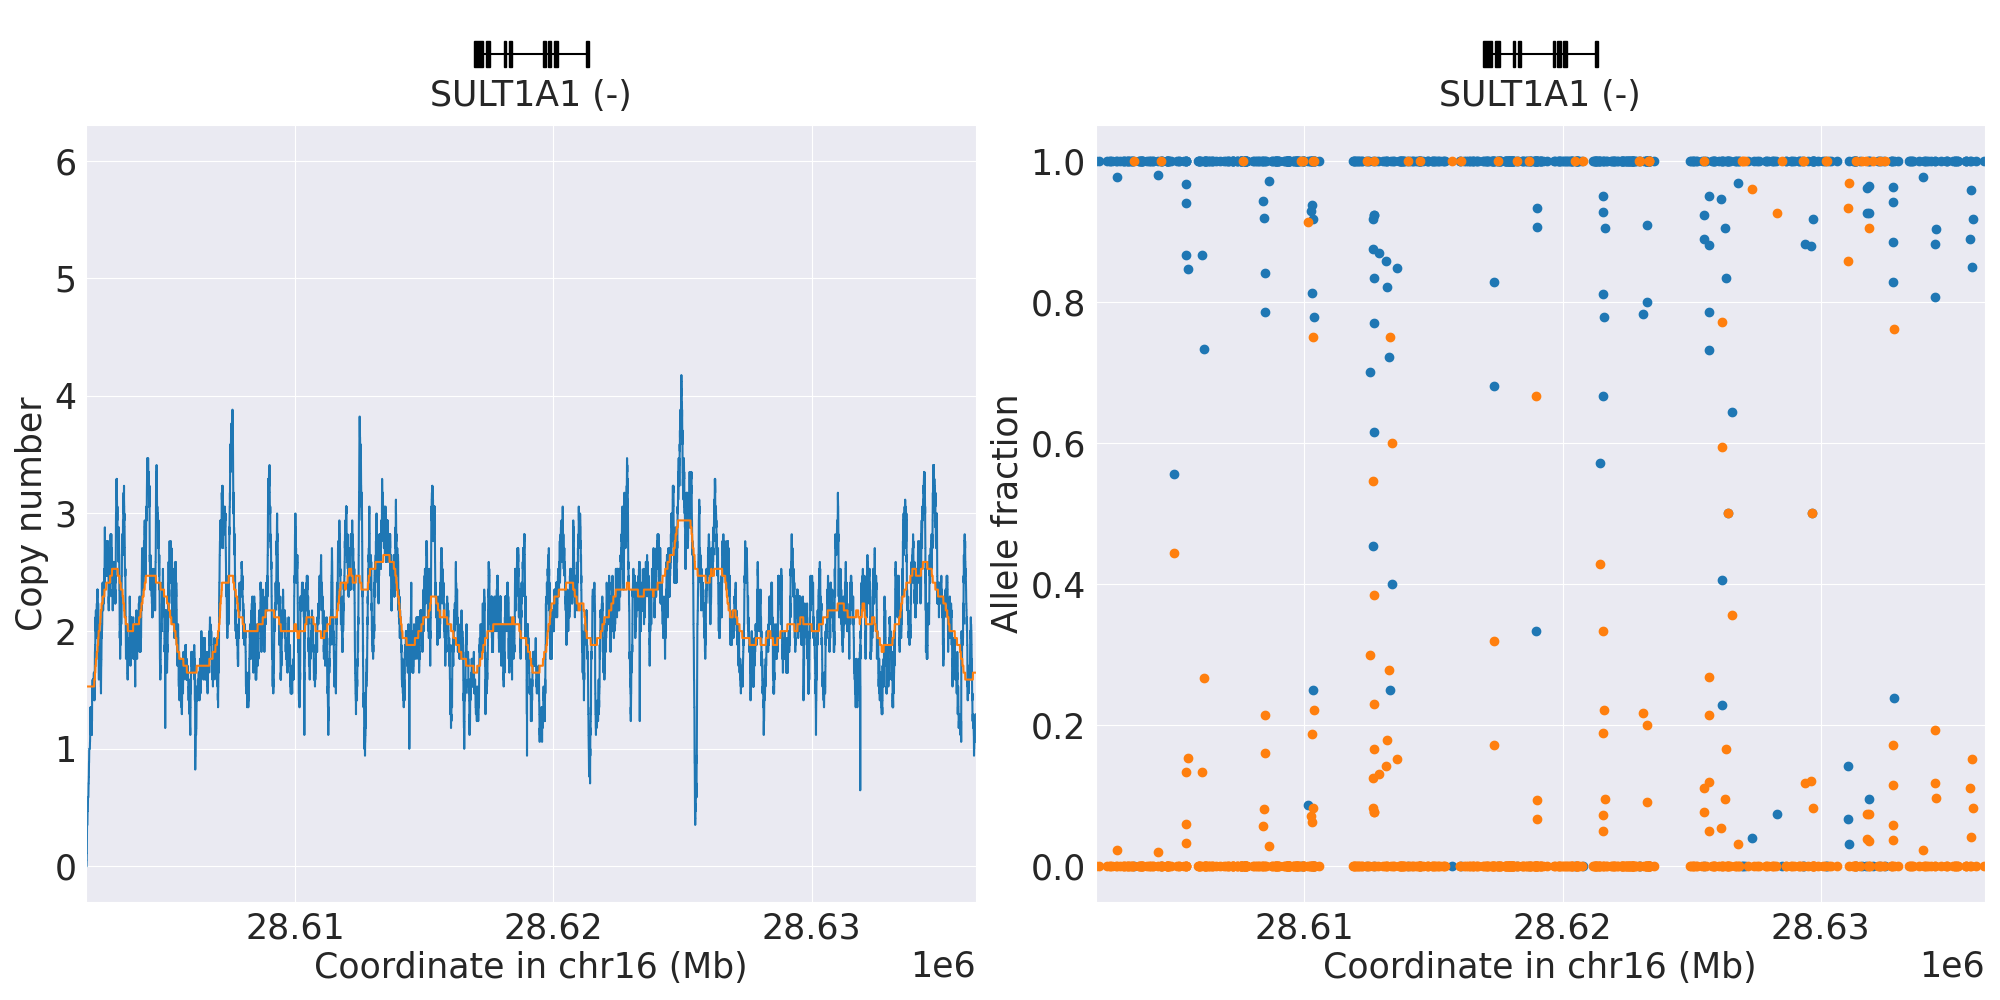 SULT1A1 (-)
6
5
4
3
2
1
0
Copy number
28.61
28.62
28.63
Coordinate in chr16 (Mb)
1e6
SULT1A1 (-)
1.0
0.8
0.6
0.4
0.2
0.0
Allele fraction
28.61
28.62
28.63
Coordinate in chr16 (Mb)
1e6